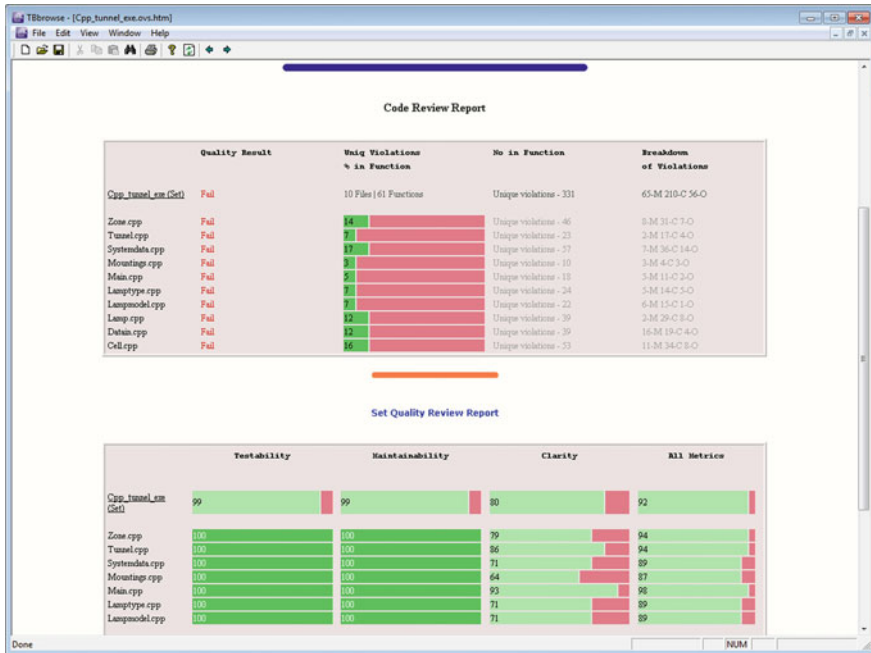 TBbrowse - [Cpp_tunnel_exe.ovs.htm]
File Edit View Window Help
Code Review Report
Quality Result Uniq Violations % in Function No in Function Breakdown of Violations
Cpp_tunnel_exe (Set) Fail 10 Files | 61 Functions Unique violations - 331 65-M 210-C 56-O
Zone.cpp Fail 14 Unique violations - 46 8-M 31-C 7-O
Tunnel.cpp Fail 7 Unique violations - 23 2-M 17-C 4-O
Systemdata.cpp Fail 17 Unique violations - 57 7-M 36-C 14-O
Mountings.cpp Fail 3 Unique violations - 10 3-M 4-C 3-O
Main.cpp Fail 5 Unique violations - 18 5-M 11-C 2-O
Lamptype.cpp Fail 7 Unique violations - 24 5-M 14-C 5-O
Lampmodel.cpp Fail 7 Unique violations - 22 6-M 15-C 1-O
Lamp.cpp Fail 12 Unique violations - 39 2-M 29-C 8-O
Datain.cpp Fail 12 Unique violations - 39 16-M 19-C 4-O
Cell.cpp Fail 16 Unique violations - 53 11-M 34-C 8-O
Set Quality Review Report
Testability Maintainability Clarity All Metrics
Cpp_tunnel_exe (Set) 99 99 80 92
Zone.cpp 100 100 79 94
Tunnel.cpp 100 100 86 94
Systemdata.cpp 100 100 71 89
Mountings.cpp 100 100 64 87
Main.cpp 100 100 93 98
Lamptype.cpp 100 100 71 89
Lampmodel.cpp 100 100 71 89
Done NUM